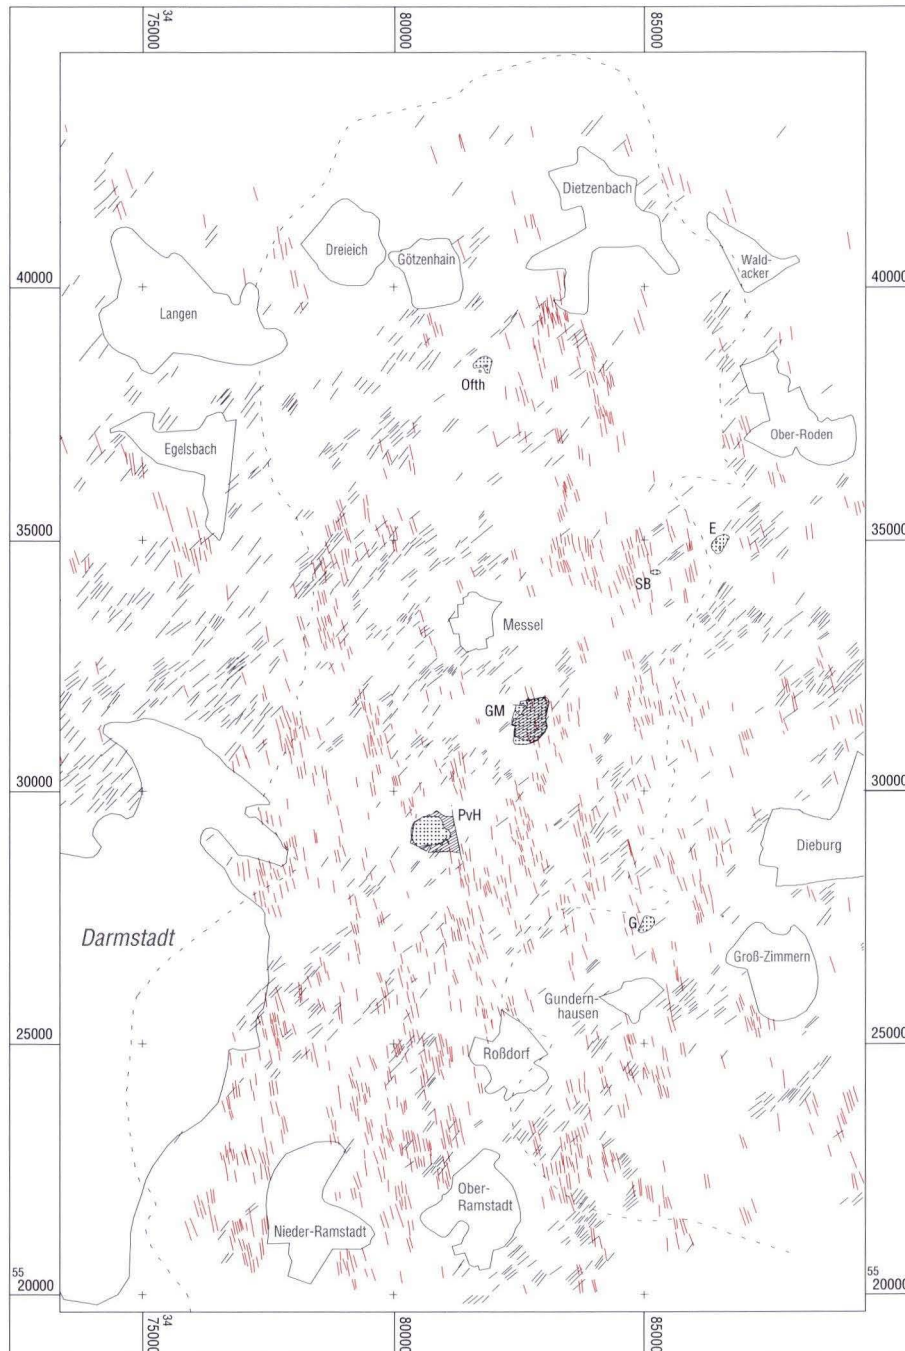 34
75000
80000
85000
Dietzenbach
Dreieich
Götzenhain
Wald-
acker
40000
40000
Langen
Ofth
Egelsbach
Ober-Roden
35000
35000
E
SB
Messel
GM
30000
30000
PvH
Dieburg
G
Darmstadt
Groß-Zimmern
Gundern-
hausen
25000
25000
Roßdorf
Ober-
Ramstadt
Nieder-Ramstadt
55
20000
55
20000
34
75000
80000
85000